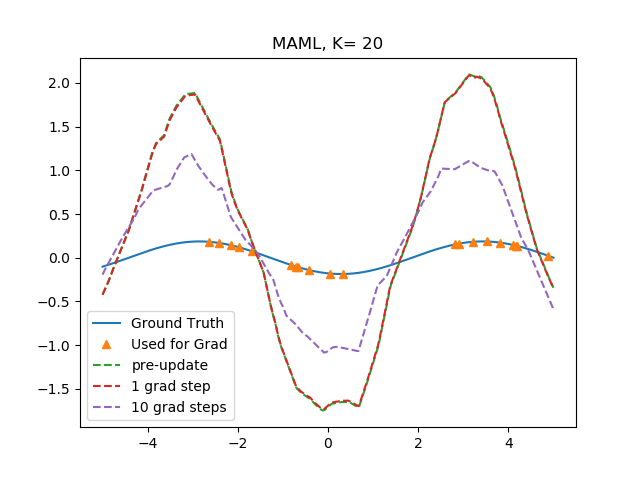 MAML, K= 20
2.0
1.5
1.0
0.5
0.0
−0.5
−1.0
−1.5
Ground Truth
Used for Grad
pre-update
1 grad step
10 grad steps
−4 −2 0 2 4